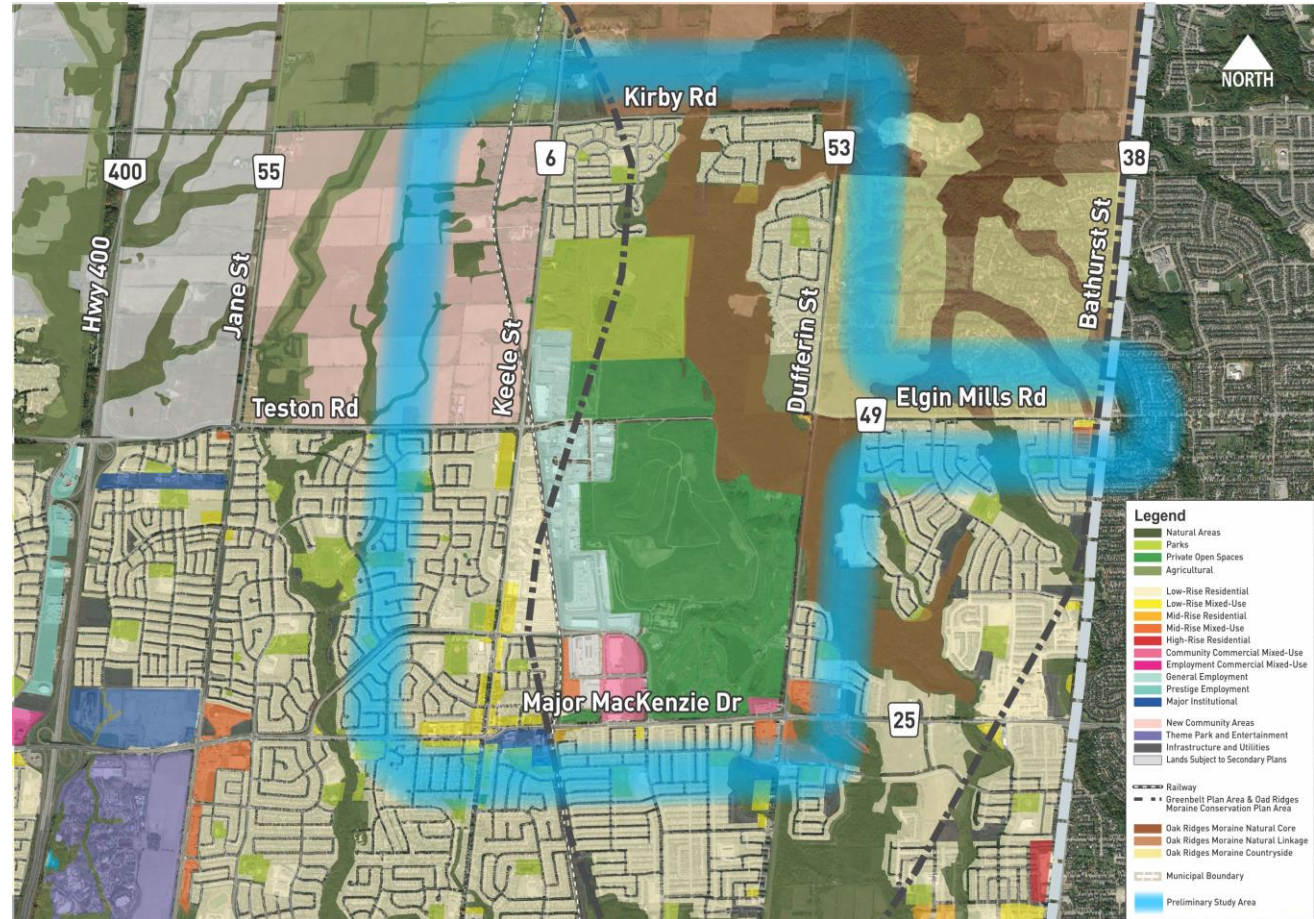 NORTH
Kirby Rd
400
55
6
53
38
Hwy 400
Jane St
Keele St
Dufferin St
Bathurst St
Teston Rd
49
Elgin Mills Rd
Major MacKenzie Dr
25
Legend
Natural Areas
Parks
Private Open Spaces
Agricultural
Low-Rise Residential
Low-Rise Mixed-Use
Mid-Rise Residential
Mid-Rise Mixed-Use
High-Rise Residential
Community Commercial Mixed-Use
Employment Commercial Mixed-Use
General Employment
Prestige Employment
Major Institutional
New Community Areas
Theme Park and Entertainment
Infrastructure and Utilities
Lands Subject to Secondary Plans
Railway
Greenbelt Plan Area & Oad Ridges
Moraine Conservation Plan Area
Oak Ridges Moraine Natural Core
Oak Ridges Moraine Natural Linkage
Oak Ridges Moraine Countryside
Municipal Boundary
Preliminary Study Area